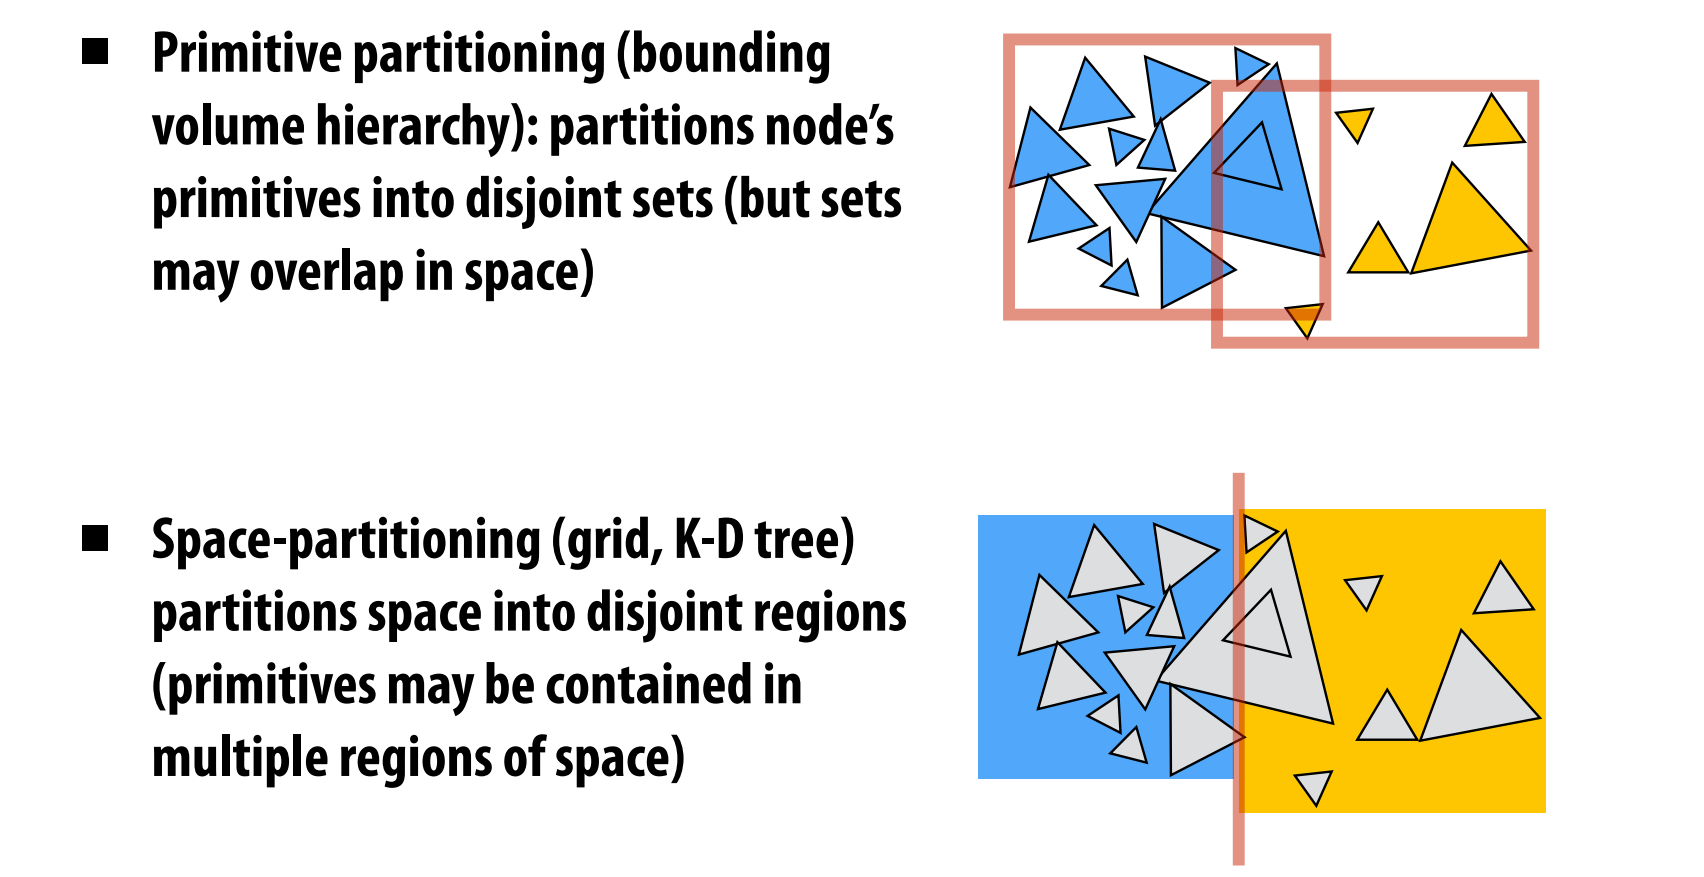 ■ Primitive partitioning (bounding
volume hierarchy): partitions node’s
primitives into disjoint sets (but sets
may overlap in space)
■ Space-partitioning (grid, K-D tree)
partitions space into disjoint regions
(primitives may be contained in
multiple regions of space)